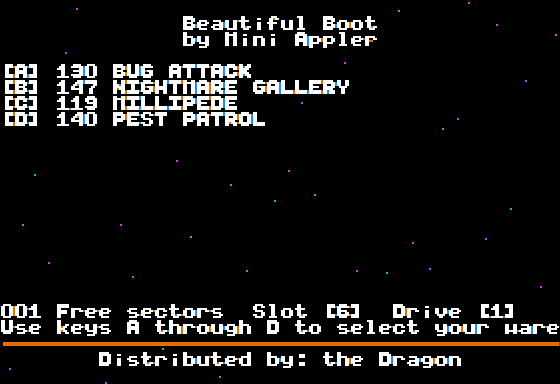 Beautiful Boot
by Mini Appler
[A] 130 BUG ATTACK
[B] 147 NIGHTMARE GALLERY
[C] 119 MILLIPEDE
[D] 140 PEST PATROL
001 Free sectors  Slot [6]  Drive [1]
Use keys A through D to select your ware
Distributed by: the Dragon